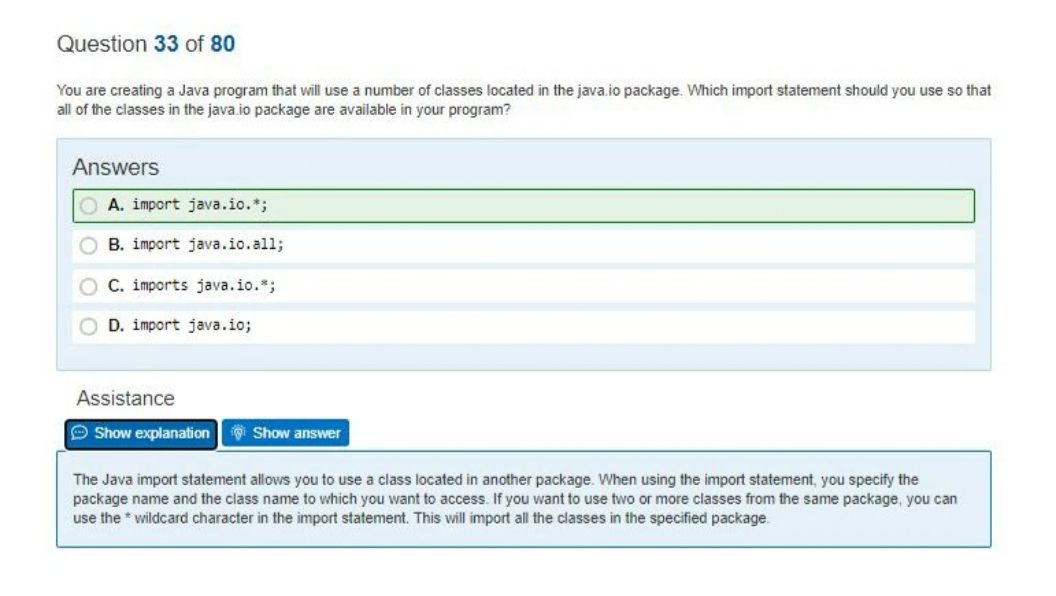 Question 33 of 80
You are creating a Java program that will use a number of classes located in the java.io package. Which import statement should you use so that
all of the classes in the java.io package are available in your program?
Answers
A. import java.io.*;
B. import java.io.all;
C. imports java.io.*;
D. import java.io;
Assistance
Show explanation Show answer
The Java import statement allows you to use a class located in another package. When using the import statement, you specify the
package name and the class name to which you want to access. If you want to use two or more classes from the same package, you can
use the * wildcard character in the import statement. This will import all the classes in the specified package.